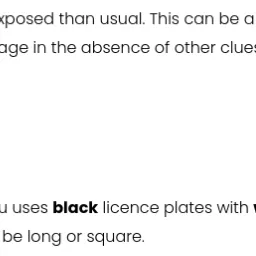 xposed than usual. This can be a
age in the absence of other clues
u uses black licence plates with
be long or square.